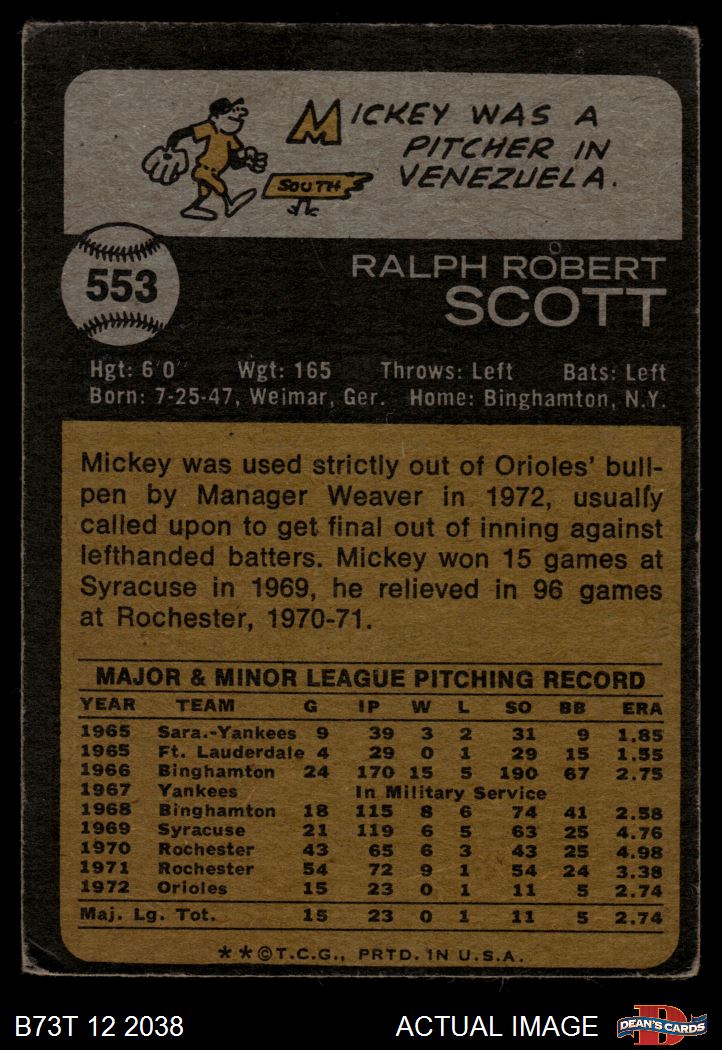 MICKEY WAS A
PITCHER IN
VENEZUELA.
SOUTH
553
RALPH ROBERT
SCOTT
Hgt: 6'0" Wgt: 165 Throws: Left Bats: Left
Born: 7-25-47, Weimar, Ger. Home: Binghamton, N.Y.
Mickey was used strictly out of Orioles' bull-
pen by Manager Weaver in 1972, usually
called upon to get final out of inning against
lefthanded batters. Mickey won 15 games at
Syracuse in 1969, he relieved in 96 games
at Rochester, 1970-71.
MAJOR & MINOR LEAGUE PITCHING RECORD
YEAR TEAM G IP W L SO BB ERA
1965 Sara.-Yankees 9 39 3 2 31 9 1.85
1965 Ft. Lauderdale 4 29 0 1 29 15 1.55
1966 Binghamton 24 170 15 5 190 67 2.75
1967 Yankees In Military Service
1968 Binghamton 18 115 8 6 74 41 2.58
1969 Syracuse 21 119 6 5 63 25 4.76
1970 Rochester 43 65 6 3 43 25 4.98
1971 Rochester 54 72 9 1 54 24 3.38
1972 Orioles 15 23 0 1 11 5 2.74
Maj. Lg. Tot. 15 23 0 1 11 5 2.74
**©T.C.G., PRTD. IN U.S.A.
B73T 12 2038 ACTUAL IMAGE
D
DEAN'S CARDS